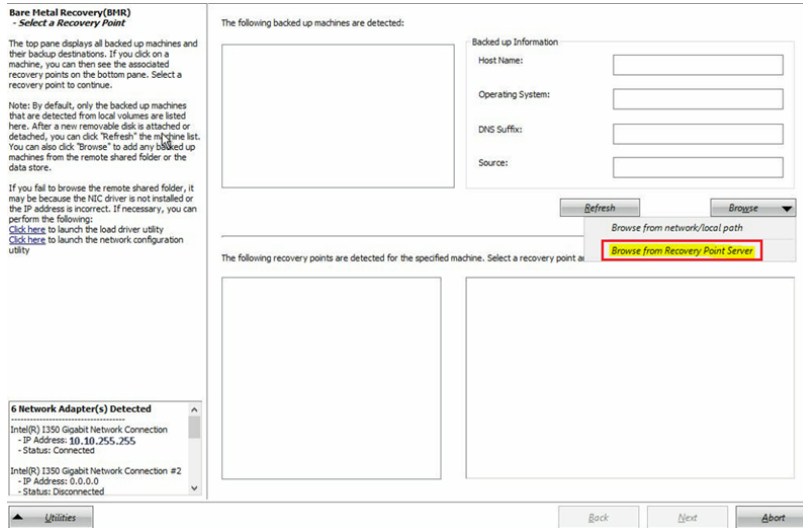 Bare Metal Recovery(BMR)
- Select a Recovery Point
The top pane displays all backed up machines and
their backup destinations. If you click on a
machine, you can then see the associated
recovery points on the bottom pane. Select a
recovery point to continue.
Note: By default, only the backed up machines
that are detected from local volumes are listed
here. After a new removable disk is attached or
detached, you can click "Refresh" the machine list.
You can also click "Browse" to add any backed up
machines from the remote shared folder or the
data store.
If you fail to browse the remote shared folder, it
may be because the NIC driver is not installed or
the IP address is incorrect. If necessary, you can
perform the following:
Click here to launch the load driver utility
Click here to launch the network configuration
utility
6 Network Adapter(s) Detected
------------------------------------
Intel(R) I350 Gigabit Network Connection
- IP Address: 10.10.255.255
- Status: Connected
Intel(R) I350 Gigabit Network Connection #2
- IP Address: 0.0.0.0
- Status: Disconnected
The following backed up machines are detected:
Backed up Information
Host Name:
Operating System:
DNS Suffix:
Source:
Refresh
Browse
Browse from network/local path
Browse from Recovery Point Server
The following recovery points are detected for the specified machine. Select a recovery point
Utilities
Back
Next
Abort